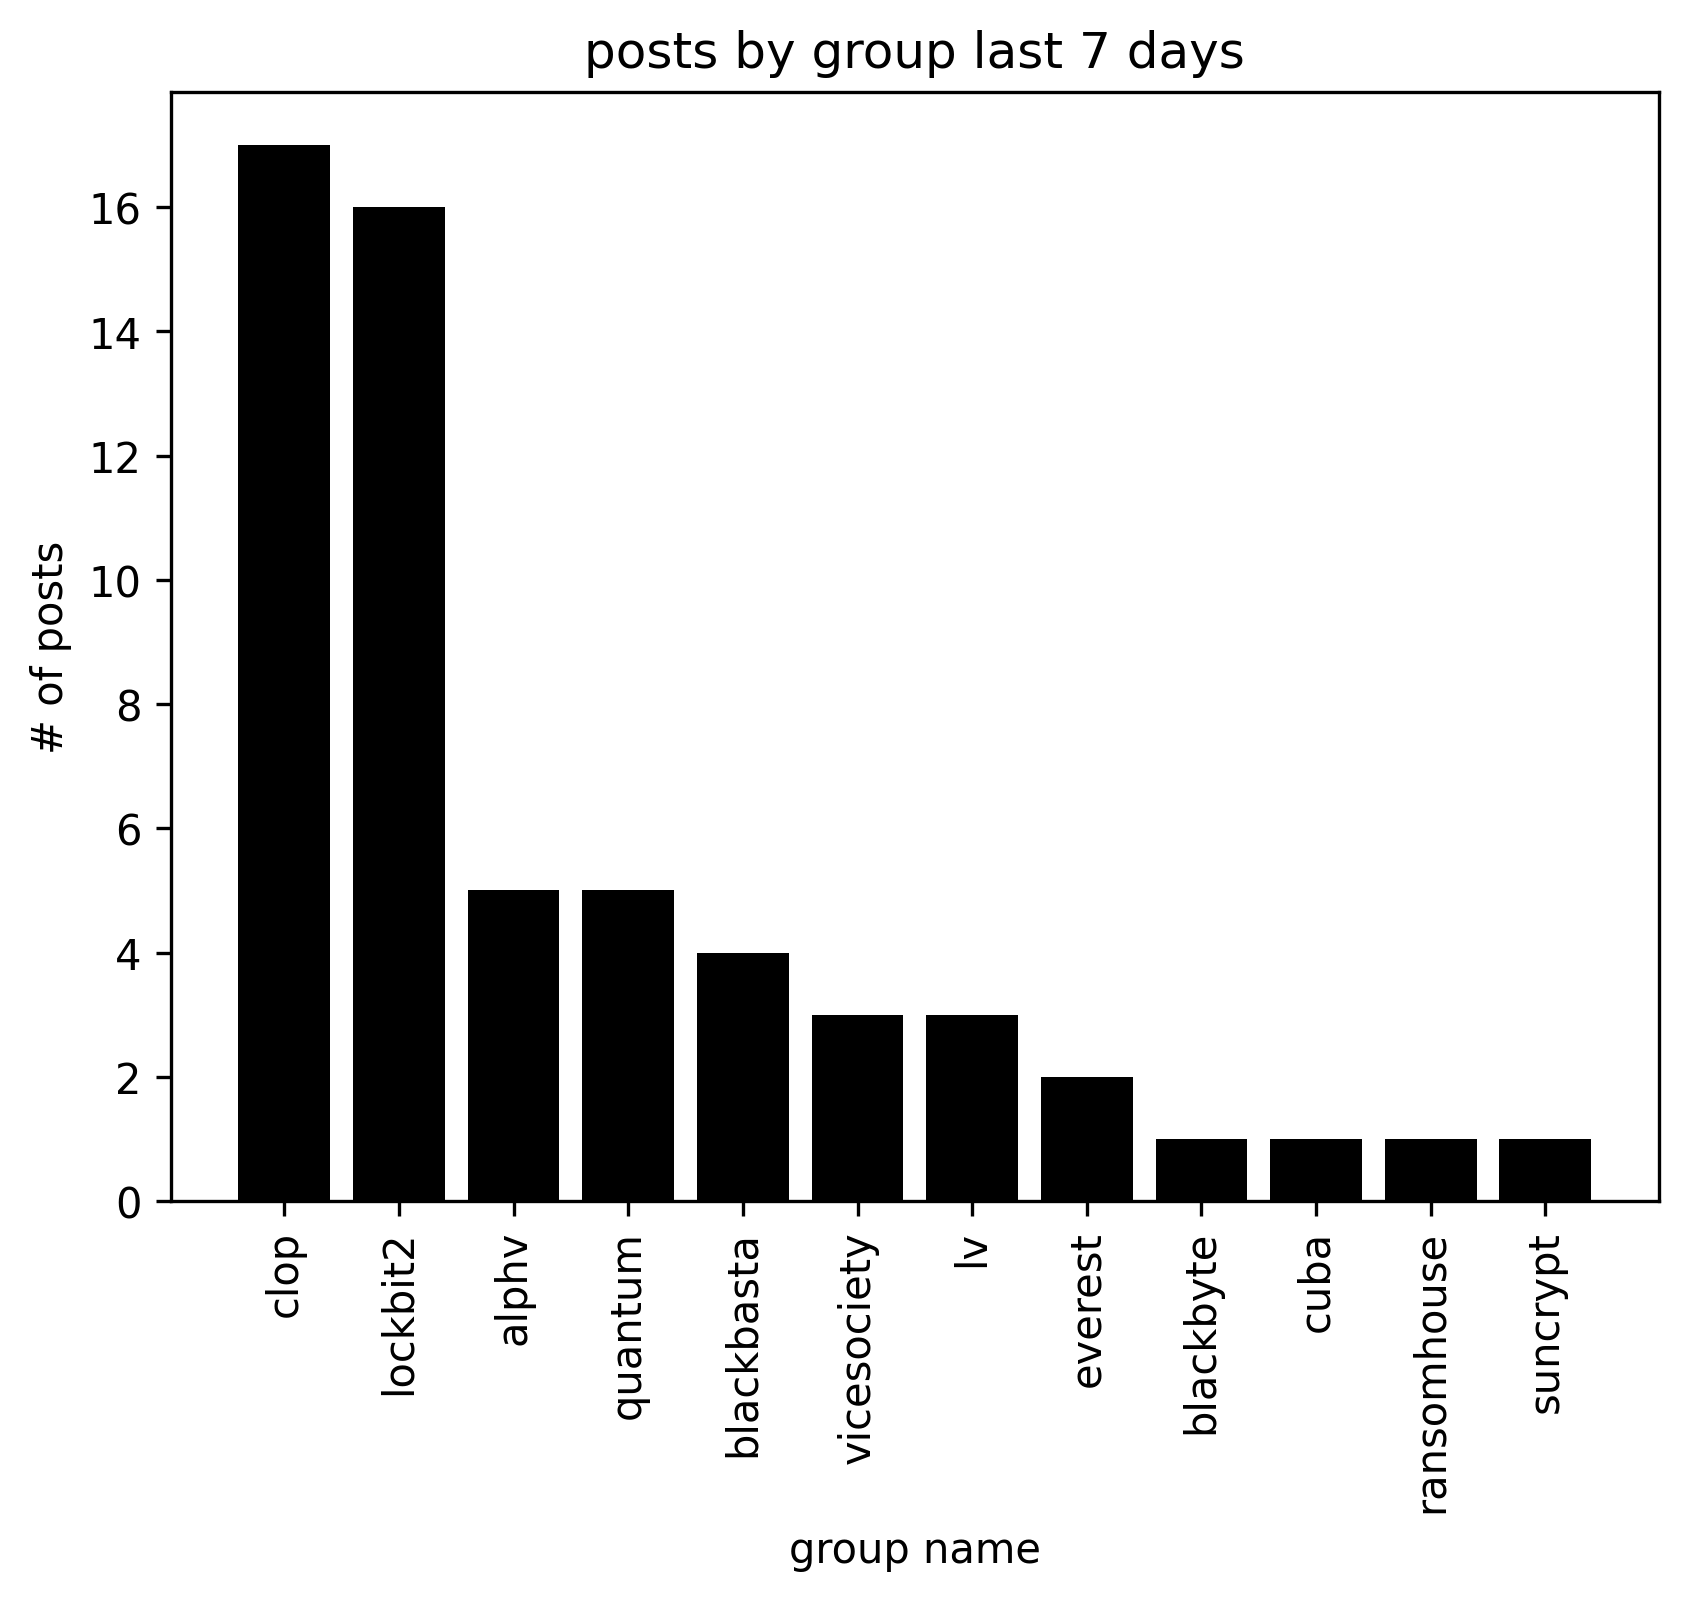 posts by group last 7 days
# of posts
16
14
12
10
8
6
4
2
0
clop
lockbit2
alphv
quantum
blackbasta
vicesociety
lv
everest
blackbyte
cuba
ransomhouse
suncrypt
group name